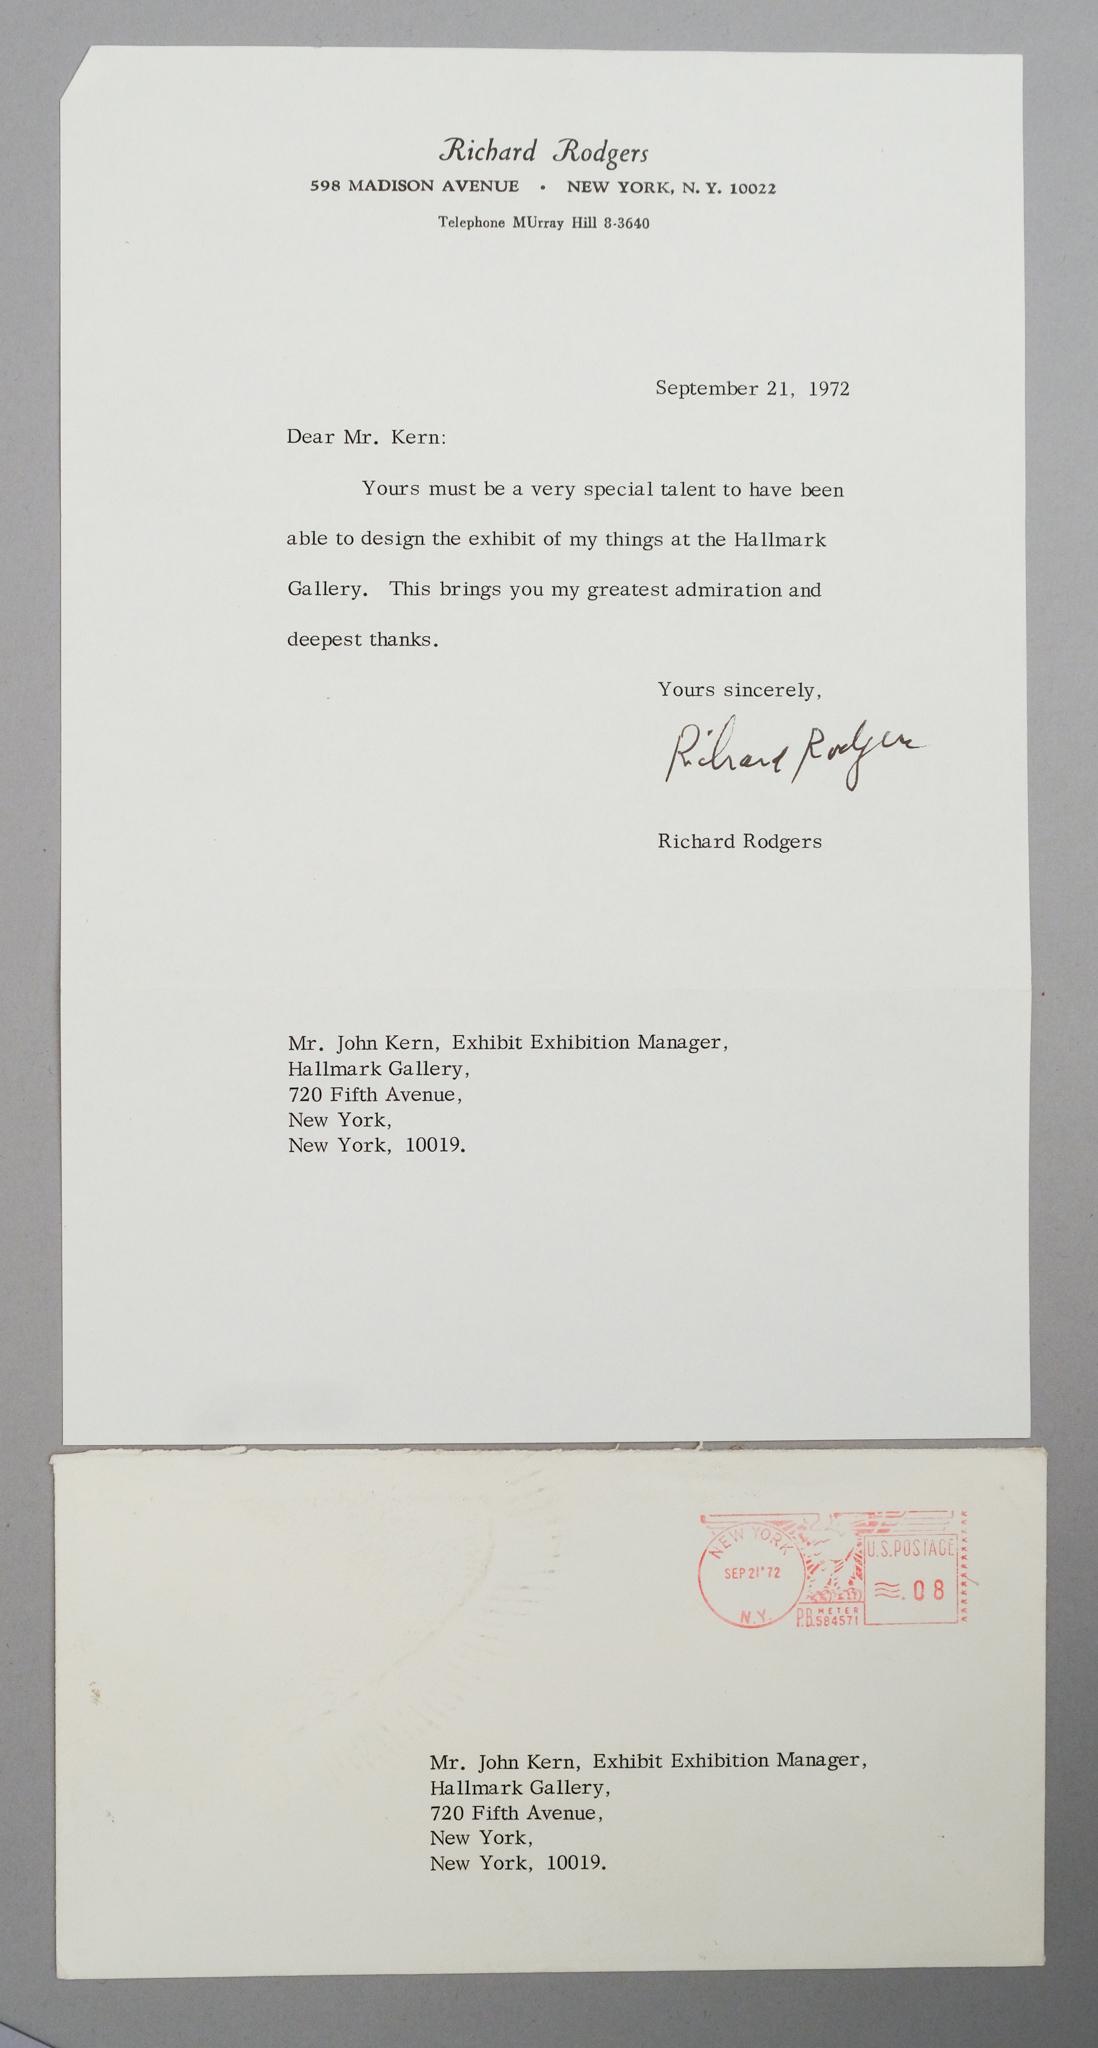 Richard Rodgers
598 MADISON AVENUE • NEW YORK, N. Y. 10022
Telephone MUrray Hill 8-3640
September 21, 1972
Dear Mr. Kern:
Yours must be a very special talent to have been
able to design the exhibit of my things at the Hallmark
Gallery. This brings you my greatest admiration and
deepest thanks.
Yours sincerely,
Richard Rodgers
Richard Rodgers
Mr. John Kern, Exhibit Exhibition Manager,
Hallmark Gallery,
720 Fifth Avenue,
New York,
New York, 10019.
NEW YORK
SEP 21 '72
N.Y.
P.B. METER
584571
U.S. POSTAGE
.08
Mr. John Kern, Exhibit Exhibition Manager,
Hallmark Gallery,
720 Fifth Avenue,
New York,
New York, 10019.